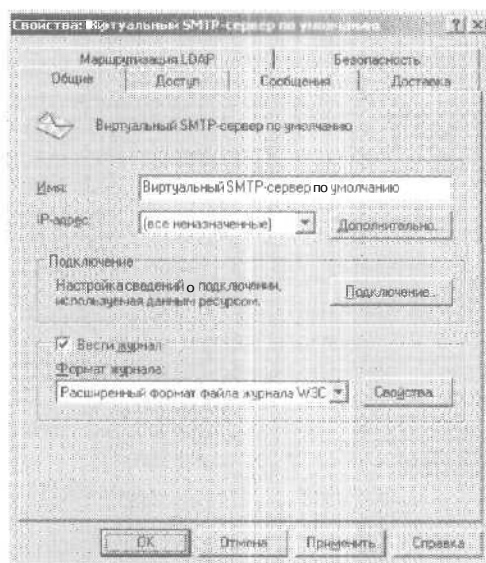 Свойства: Виртуальный SMTP-сервер по умолчанию
Маршрутизация LDAP
Безопасность
Общие
Доступ
Сообщения
Доставка
Виртуальный SMTP-сервер по умолчанию
Имя:
Виртуальный SMTP-сервер по умолчанию
IP-адрес:
(все неназначенные)
Дополнительно...
Подключение
Настройка сведений о подключении,
используемая данным ресурсом.
Подключение...
Вести журнал
Формат журнала:
Расширенный формат файла журнала W3C
Свойства...
OK
Отмена
Применить
Справка